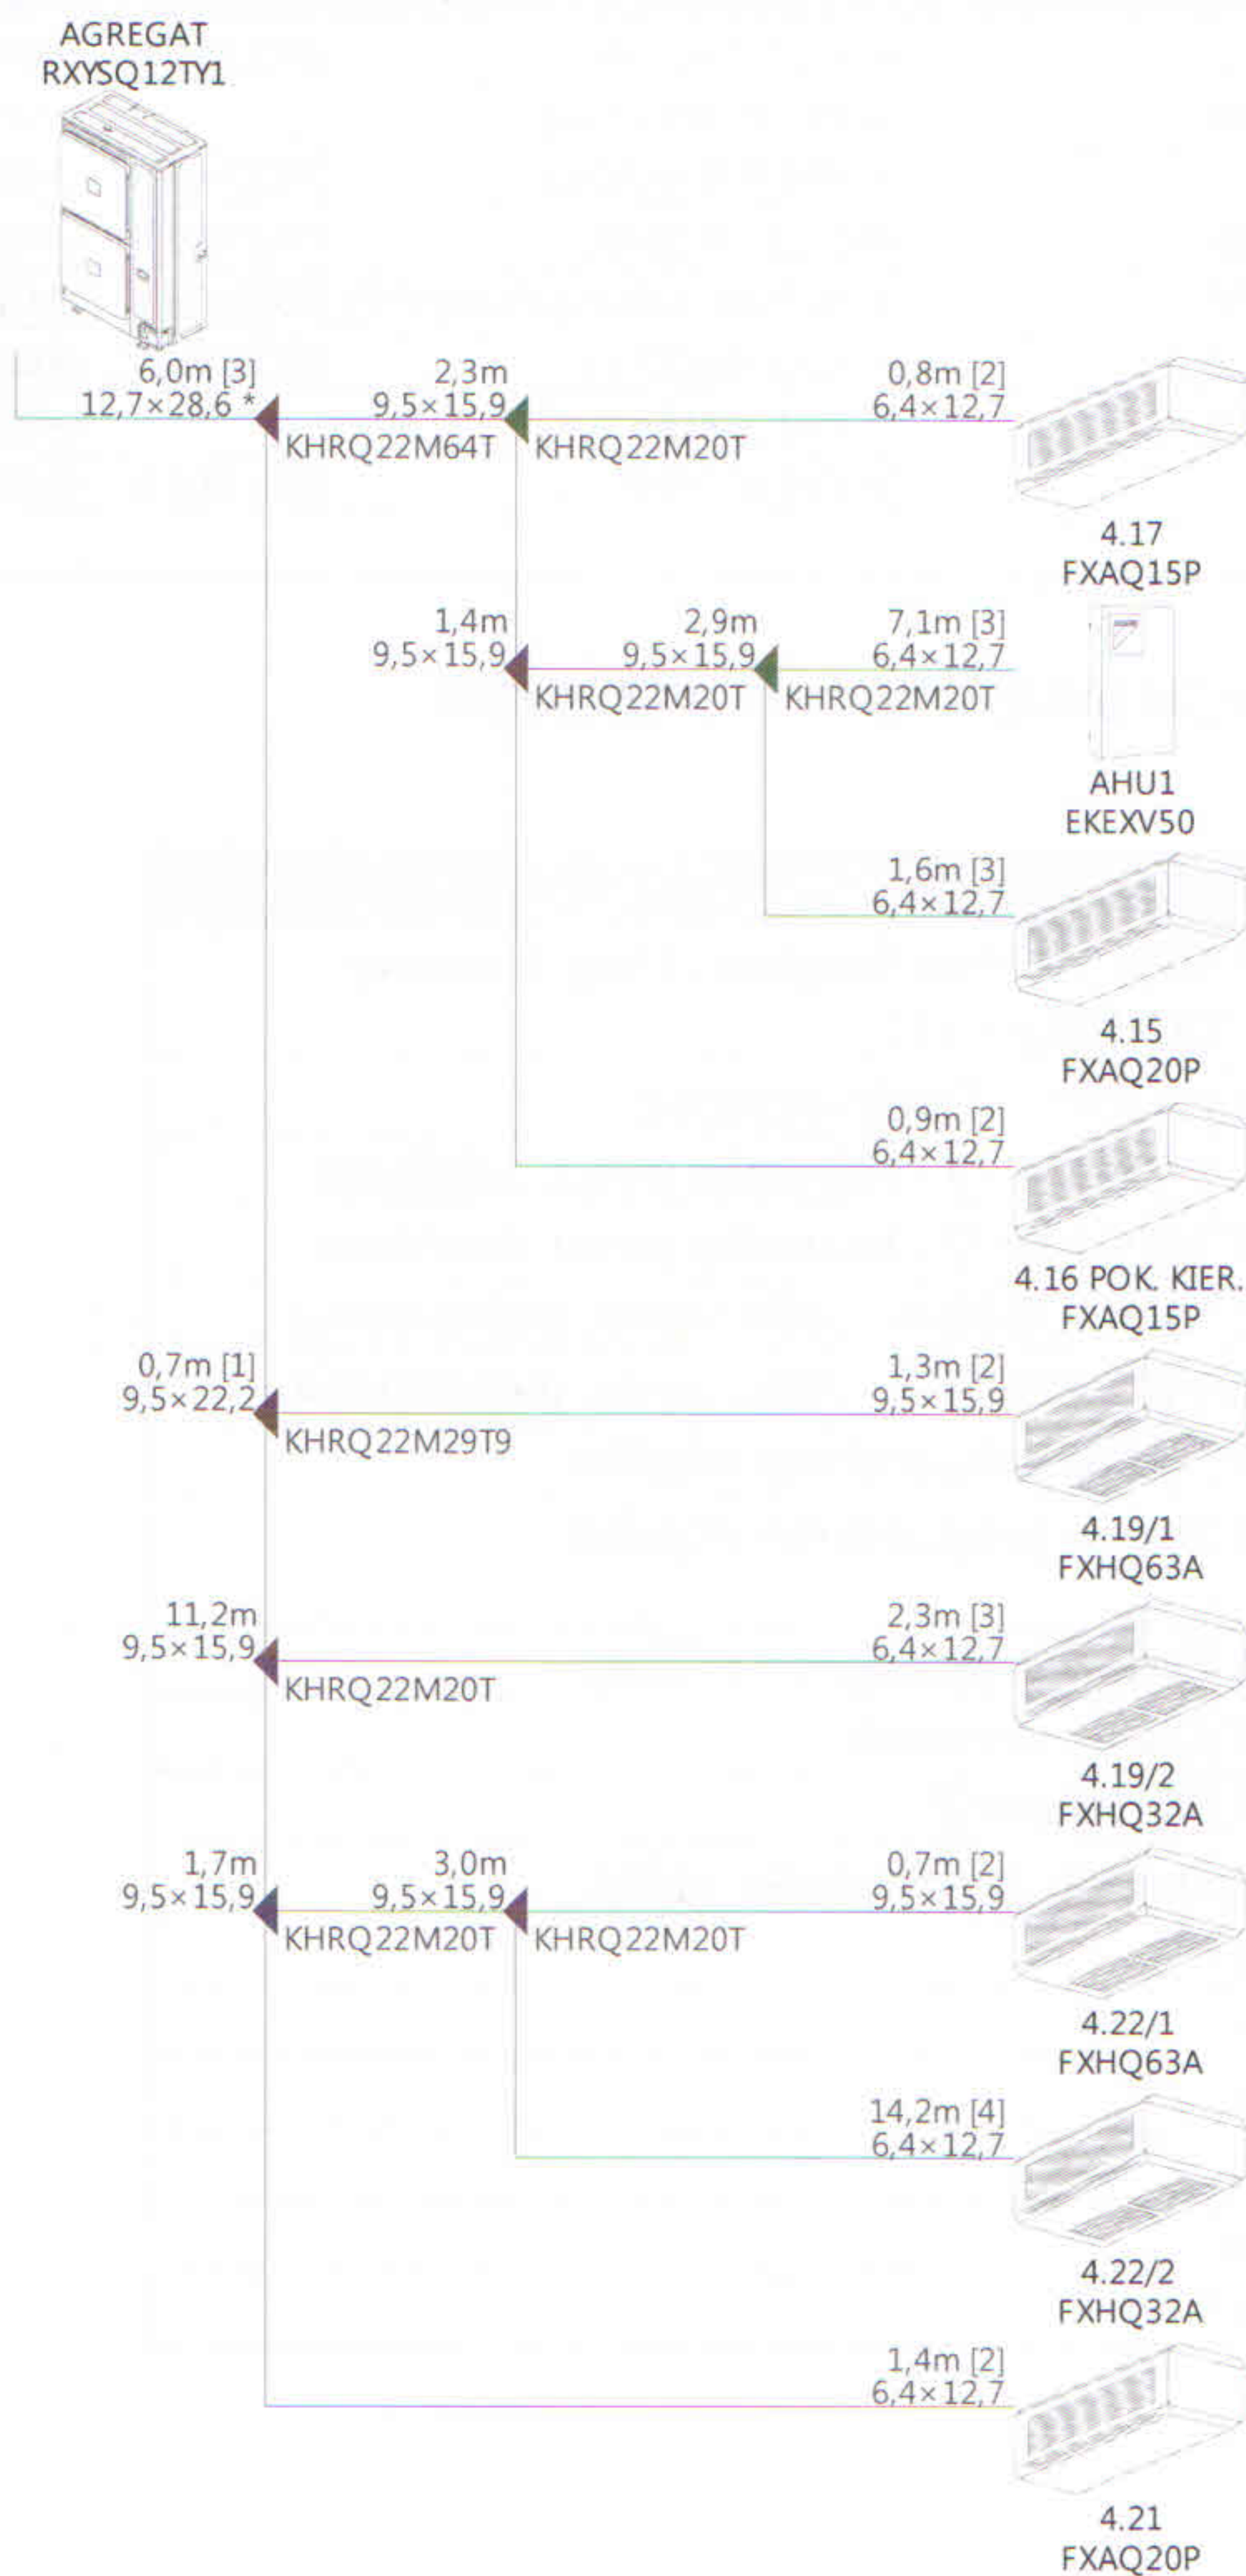 AGREGAT
RXYSQ12TY1
6,0m [3]
12,7×28,6 *
KHRQ22M64T
2,3m
9,5×15,9
KHRQ22M20T
0,8m [2]
6,4×12,7
4.17
FXAQ15P
1,4m
9,5×15,9
KHRQ22M20T
2,9m
9,5×15,9
KHRQ22M20T
7,1m [3]
6,4×12,7
AHU1
EKEXV50
1,6m [3]
6,4×12,7
4.15
FXAQ20P
0,9m [2]
6,4×12,7
4.16 POK. KIER.
FXAQ15P
0,7m [1]
9,5×22,2
KHRQ22M29T9
1,3m [2]
9,5×15,9
4.19/1
FXHQ63A
11,2m
9,5×15,9
KHRQ22M20T
2,3m [3]
6,4×12,7
4.19/2
FXHQ32A
1,7m
9,5×15,9
KHRQ22M20T
3,0m
9,5×15,9
KHRQ22M20T
0,7m [2]
9,5×15,9
4.22/1
FXHQ63A
14,2m [4]
6,4×12,7
4.22/2
FXHQ32A
1,4m [2]
6,4×12,7
4.21
FXAQ20P